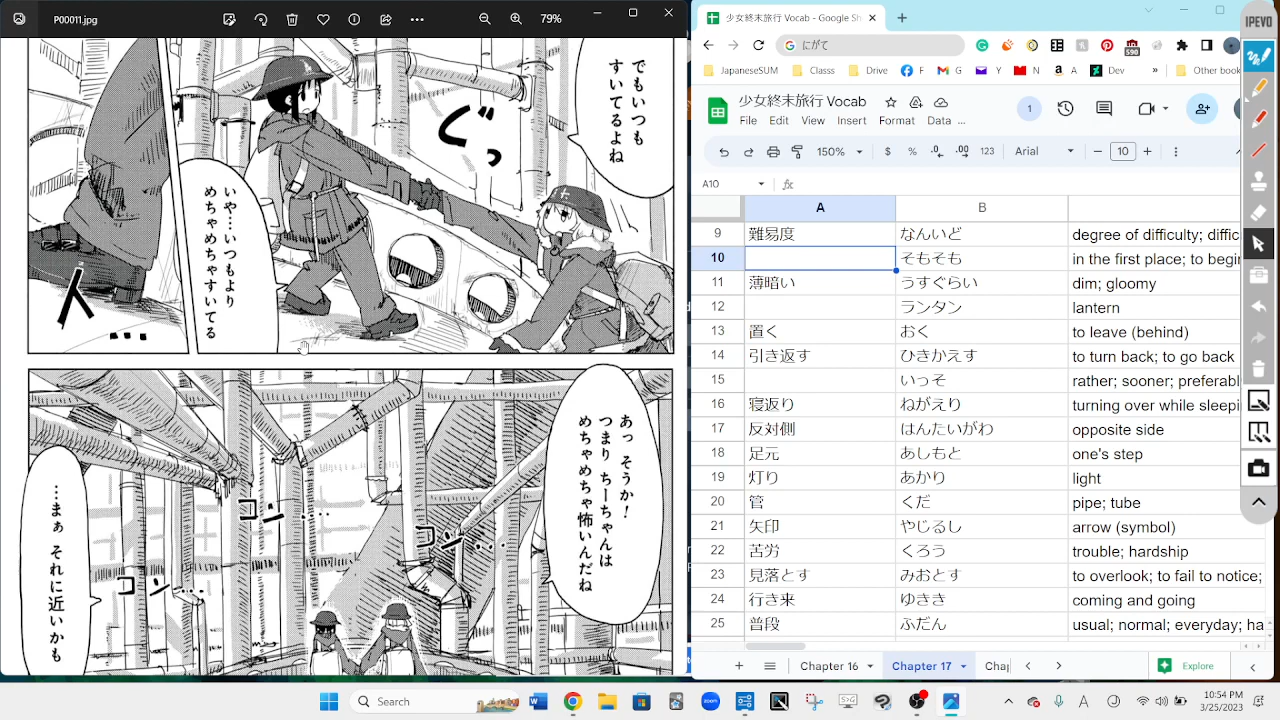 P00011.jpg
79%
でもいつも
すいてるよね
ぐっ
いや…いつもより
めちゃめちゃすいてる
あっ そうか!
つまり ちーちゃんは
めちゃめちゃ怖いんだね
コン…
コン…
コン…
…まぁ それに近いかも
少女終末旅行 Vocab - Google Sh
にがて
JapaneseSUM
Class
Drive
F
G
Y
N
A
Dev
Other book
少女終末旅行 Vocab
File Edit View Insert Format Data
150%
$ % .0 .00 123 Arial 10
A10
fx
A B
9 難易度 なんいど degree of difficulty; diffic
10 そもそも in the first place; to begin
11 薄暗い うすぐらい dim; gloomy
12 ランタン lantern
13 置く おく to leave (behind)
14 引き返す ひきかえす to turn back; to go back
15 いっそ rather; sooner; preferabl
16 寝返り ねがえり turning over while sleepi
17 反対側 はんたいがわ opposite side
18 足元 あしもと one's step
19 灯り あかり light
20 管 くだ pipe; tube
21 矢印 やじるし arrow (symbol)
22 苦労 くろう trouble; hardship
23 見落とす みおとす to overlook; to fail to notice;
24 行き来 ゆきき coming and going
25 普段 ふだん usual; normal; everyday; ha
Chapter 16
Chapter 17
Chap
Explore
IPEVO
Search
10:54 PM